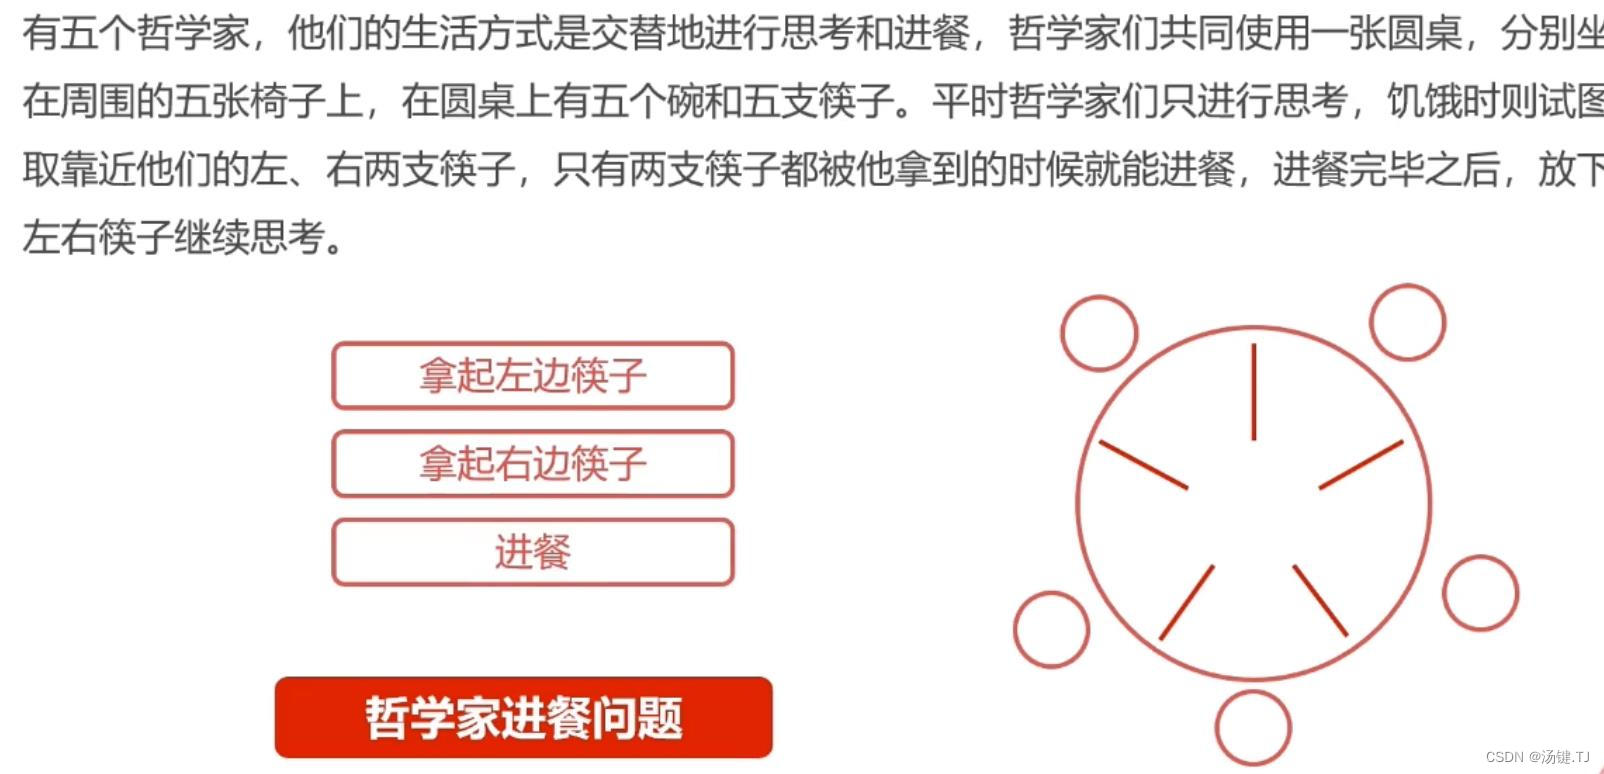 有五个哲学家，他们的生活方式是交替地进行思考和进餐，哲学家们共同使用一张圆桌，分别坐
在周围的五张椅子上，在圆桌上有五个碗和五支筷子。平时哲学家们只进行思考，饥饿时则试图
取靠近他们的左、右两支筷子，只有两支筷子都被他拿到的时候就能进餐，进餐完毕之后，放下
左右筷子继续思考。
拿起左边筷子
拿起右边筷子
进餐
哲学家进餐问题
CSDN @汤键.TJ